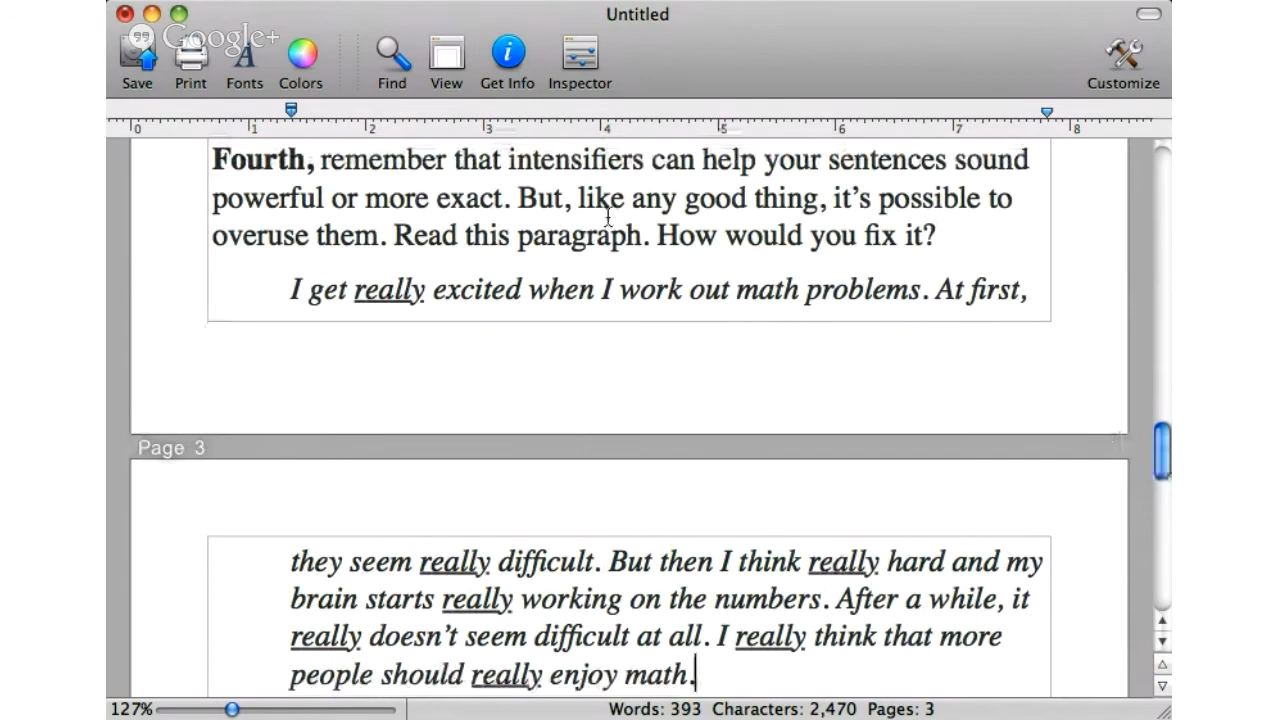 Untitled
Google+
Save Print Fonts Colors Find View Get Info Inspector Customize
0 1 2 3 4 5 6 7 8
Fourth, remember that intensifiers can help your sentences sound
powerful or more exact. But, like any good thing, it’s possible to
overuse them. Read this paragraph. How would you fix it?
I get really excited when I work out math problems. At first,
Page 3
they seem really difficult. But then I think really hard and my
brain starts really working on the numbers. After a while, it
really doesn’t seem difficult at all. I really think that more
people should really enjoy math.
127% Words: 393 Characters: 2,470 Pages: 3